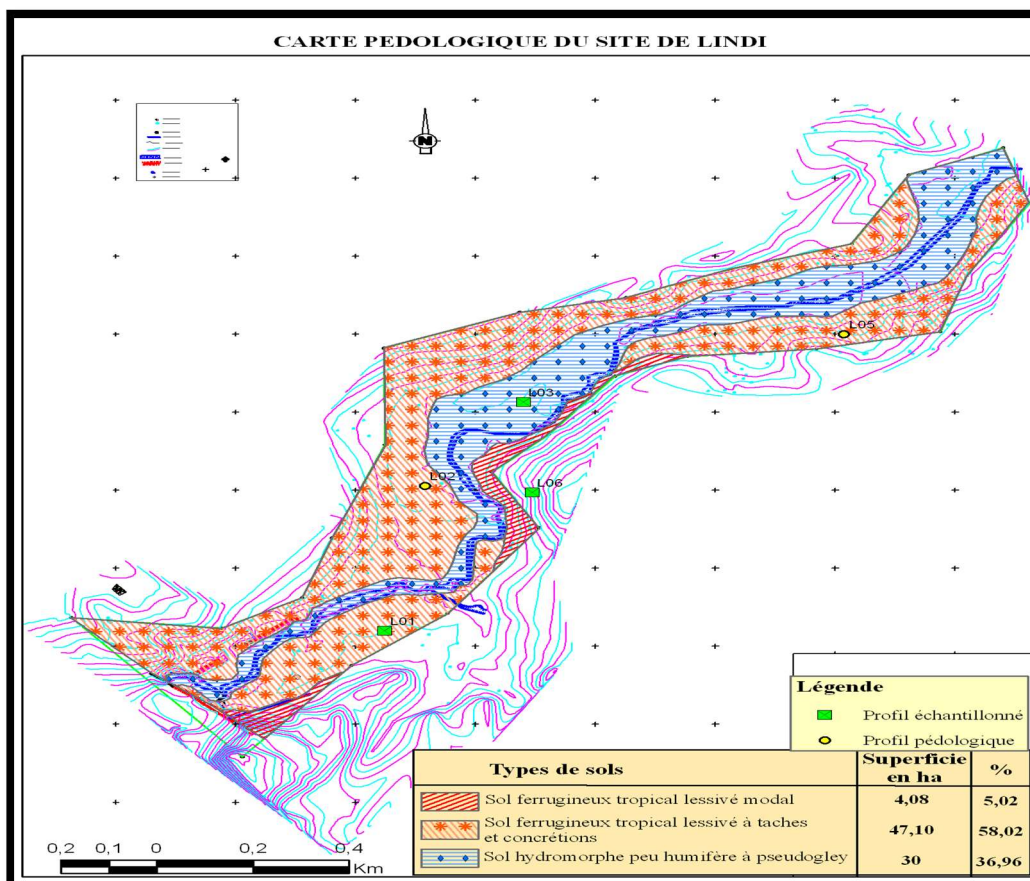 CARTE PEDOLOGIQUE DU SITE DE LINDI
N
L05
L03
L02
L06
L01
Légende
Profil échantillonné
Profil pédologique
Types de sols Superficie en ha %
Sol ferrugineux tropical lessivé modal 4,08 5,02
Sol ferrugineux tropical lessivé à taches et concrétions 47,10 58,02
Sol hydromorphe peu humifère à pseudogley 30 36,96
0,2 0,1 0 0,2 0,4
Km